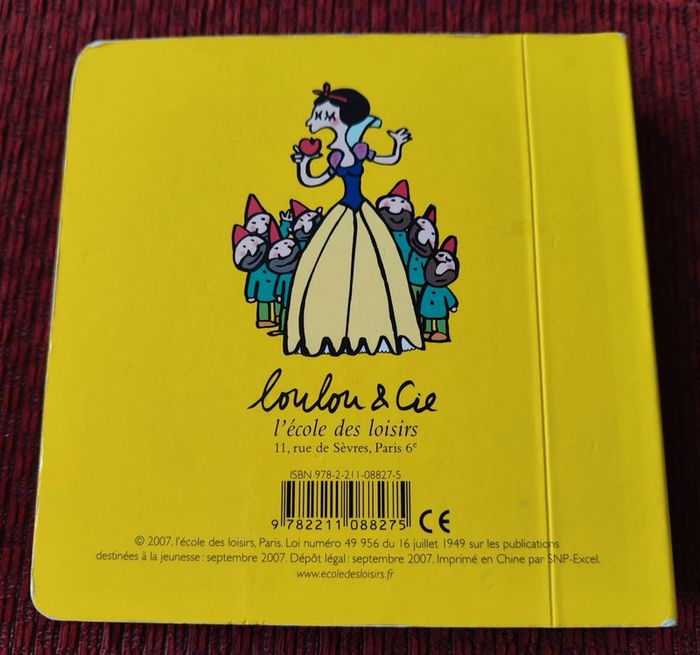 loulou & Cie
l'école des loisirs
11, rue de Sèvres, Paris 6e
ISBN 978-2-211-08827-5
9 782211 088275 CE
© 2007, l'école des loisirs, Paris. Loi numéro 49 956 du 16 juillet 1949 sur les publications
destinées à la jeunesse : septembre 2007. Dépôt légal : septembre 2007. Imprimé en Chine par SNP-Excel.
www.ecoledesloisirs.fr